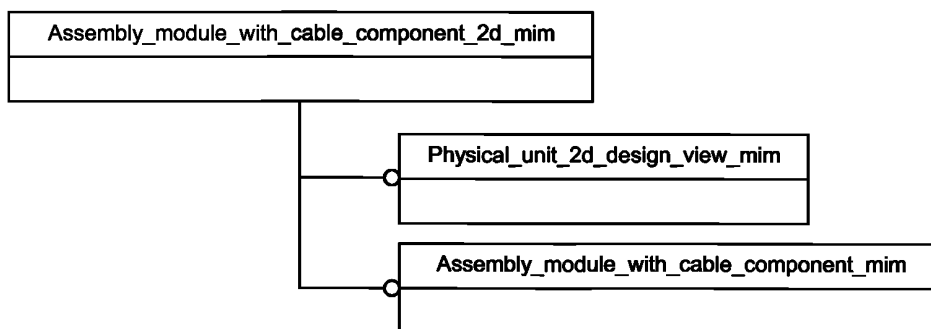 Assembly_module_with_cable_component_2d_mim
Physical_unit_2d_design_view_mim
Assembly_module_with_cable_component_mim